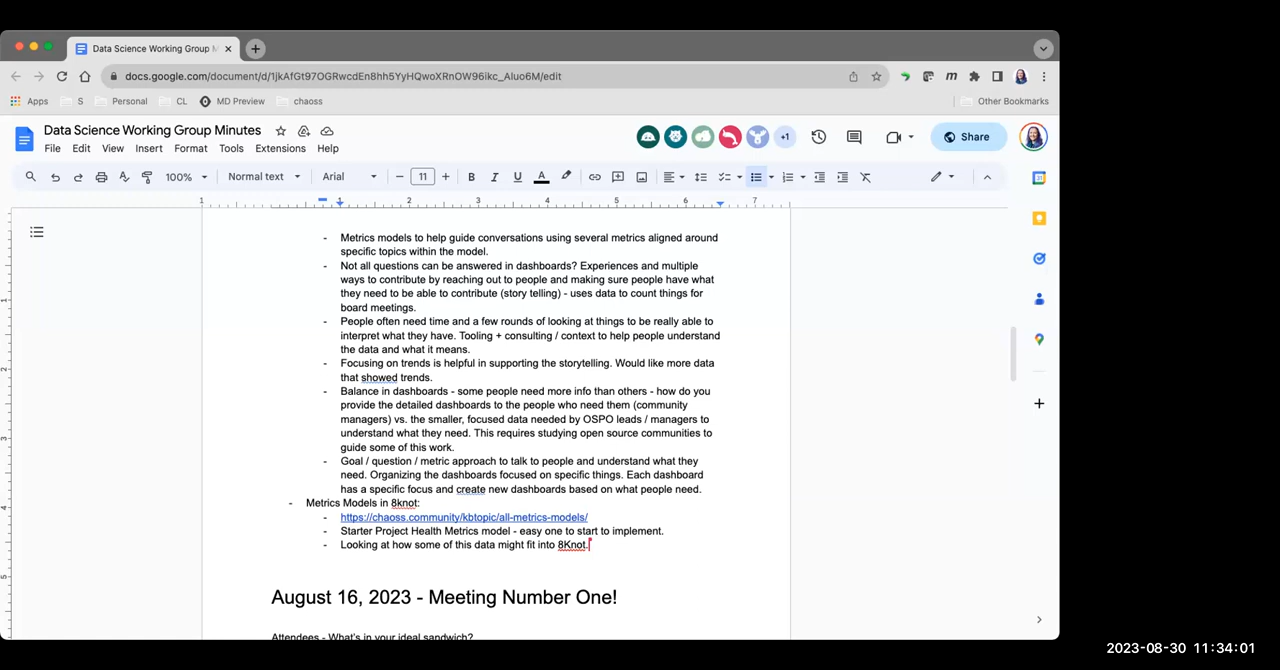 Data Science Working Group M
docs.google.com/document/d/1jkAfGt97OGRwcdEn8hh5YyHQwoXRnOW96ikc_AIuo6M/edit
Apps S Personal CL MD Preview chaoss Other Bookmarks
Data Science Working Group Minutes
+1
Share
File Edit View Insert Format Tools Extensions Help
100% Normal text Arial 11 B I U A
1 1 2 3 4 5 6 7
- Metrics models to help guide conversations using several metrics aligned around
specific topics within the model.
- Not all questions can be answered in dashboards? Experiences and multiple
ways to contribute by reaching out to people and making sure people have what
they need to be able to contribute (story telling) - uses data to count things for
board meetings.
- People often need time and a few rounds of looking at things to be really able to
interpret what they have. Tooling + consulting / context to help people understand
the data and what it means.
- Focusing on trends is helpful in supporting the storytelling. Would like more data
that showed trends.
- Balance in dashboards - some people need more info than others - how do you
provide the detailed dashboards to the people who need them (community
managers) vs. the smaller, focused data needed by OSPO leads / managers to
understand what they need. This requires studying open source communities to
guide some of this work.
- Goal / question / metric approach to talk to people and understand what they
need. Organizing the dashboards focused on specific things. Each dashboard
has a specific focus and create new dashboards based on what people need.
- Metrics Models in 8knot:
- https://chaoss.community/kbtopic/all-metrics-models/
- Starter Project Health Metrics model - easy one to start to implement.
- Looking at how some of this data might fit into 8Knot.
August 16, 2023 - Meeting Number One!
Attendees - What's in your ideal sandwich?
2023-08-30 11:34:01